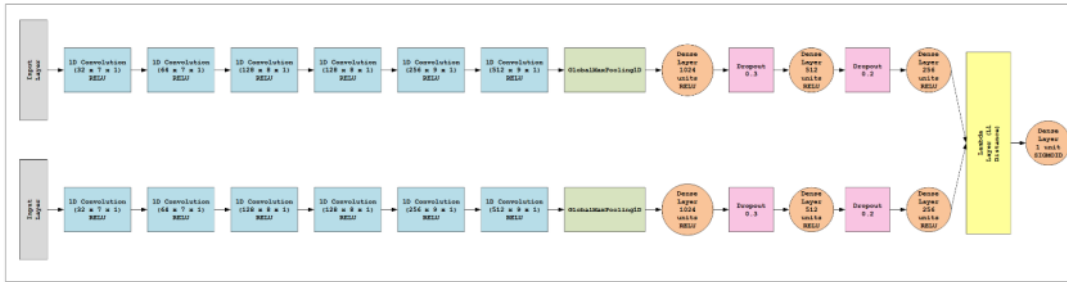 Input
Layer
1D Convolution
(32 x 7 x 1)
RELU
1D Convolution
(64 x 7 x 1)
RELU
1D Convolution
(128 x 8 x 1)
RELU
1D Convolution
(128 x 8 x 1)
RELU
1D Convolution
(256 x 9 x 1)
RELU
1D Convolution
(512 x 9 x 1)
RELU
GlobalMaxPooling1D
Dense
Layer
1024
units
RELU
Dropout
0.3
Dense
Layer
512
units
RELU
Dropout
0.2
Dense
Layer
256
units
RELU
Input
Layer
1D Convolution
(32 x 7 x 1)
RELU
1D Convolution
(64 x 7 x 1)
RELU
1D Convolution
(128 x 8 x 1)
RELU
1D Convolution
(128 x 8 x 1)
RELU
1D Convolution
(256 x 9 x 1)
RELU
1D Convolution
(512 x 9 x 1)
RELU
GlobalMaxPooling1D
Dense
Layer
1024
units
RELU
Dropout
0.3
Dense
Layer
512
units
RELU
Dropout
0.2
Dense
Layer
256
units
RELU
Lambda
Layer (L1
Distance)
Dense
Layer
1 unit
SIGMOID